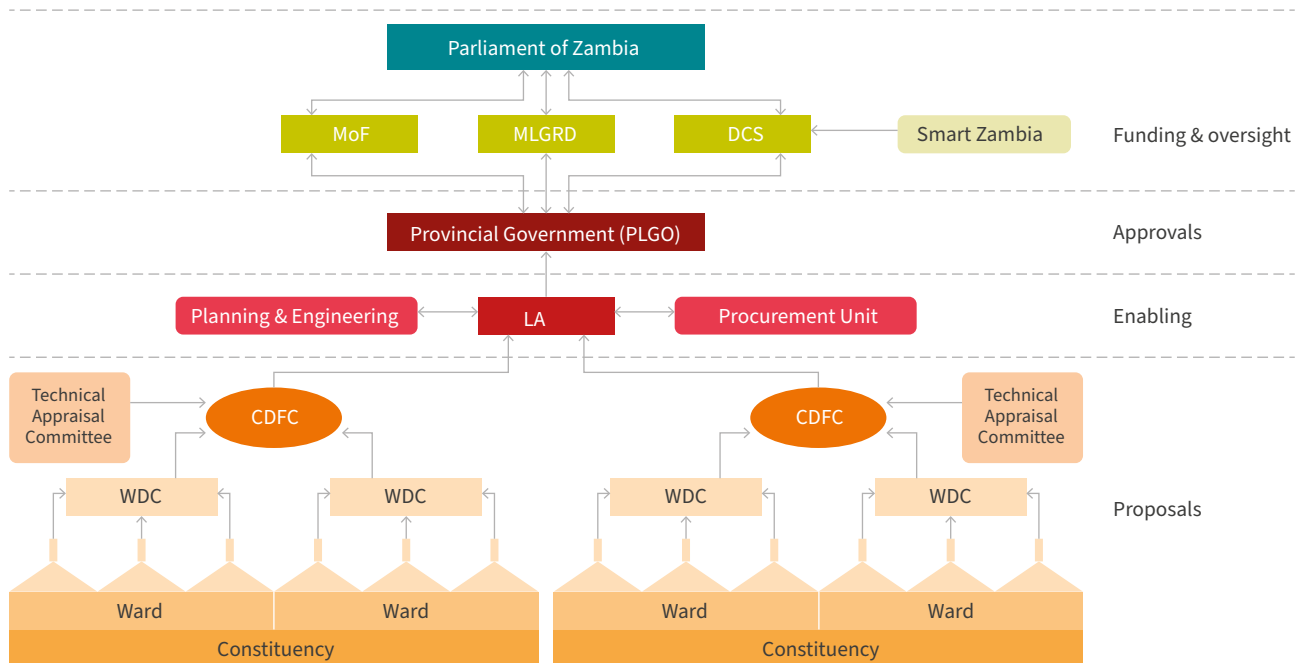 Parliament of Zambia
MoF
MLGRD
DCS
Smart Zambia
Funding & oversight
Provincial Government (PLGO)
Approvals
Planning & Engineering
LA
Procurement Unit
Enabling
Technical
Appraisal
Committee
CDFC
CDFC
Technical
Appraisal
Committee
WDC
WDC
WDC
WDC
Proposals
Ward
Ward
Ward
Ward
Constituency
Constituency